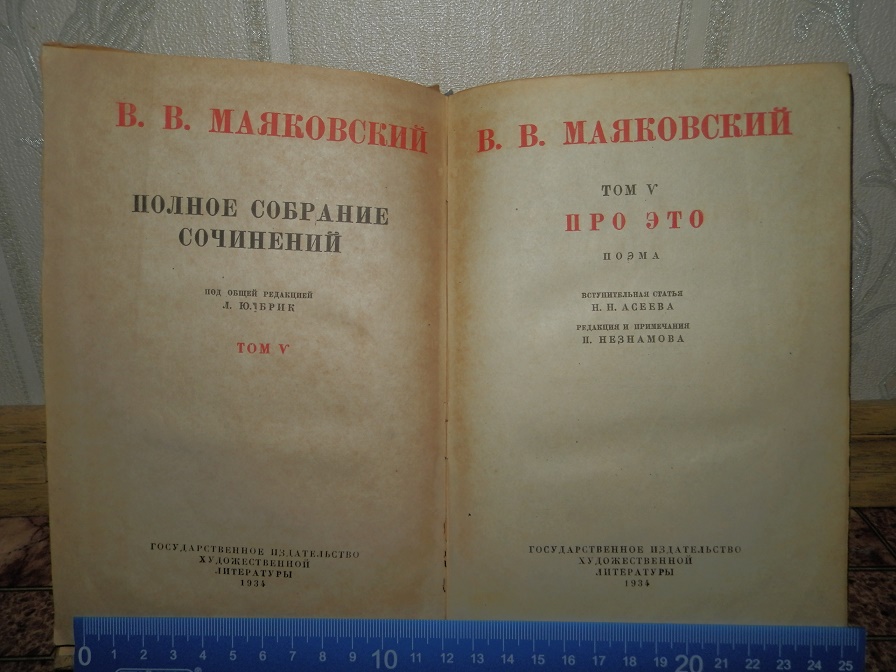 В. В. МАЯКОВСКИЙ
ПОЛНОЕ СОБРАНИЕ
СОЧИНЕНИЙ
ПОД ОБЩЕЙ РЕДАКЦИЕЙ
Л. Ю. БРИК
ТОМ V
ГОСУДАРСТВЕННОЕ ИЗДАТЕЛЬСТВО
ХУДОЖЕСТВЕННОЙ
ЛИТЕРАТУРЫ
1934
В. В. МАЯКОВСКИЙ
ТОМ V
ПРО ЭТО
ПОЭМА
ВСТУПИТЕЛЬНАЯ СТАТЬЯ
Н. Н. АСЕЕВА
РЕДАКЦИЯ И ПРИМЕЧАНИЯ
П. НЕЗНАМОВА
ГОСУДАРСТВЕННОЕ ИЗДАТЕЛЬСТВО
ХУДОЖЕСТВЕННОЙ
ЛИТЕРАТУРЫ
1934
0 1 2 3 4 5 6 7 8 9 10 11 12 13 14 15 16 17 18 19 20 21 22 23 24 25